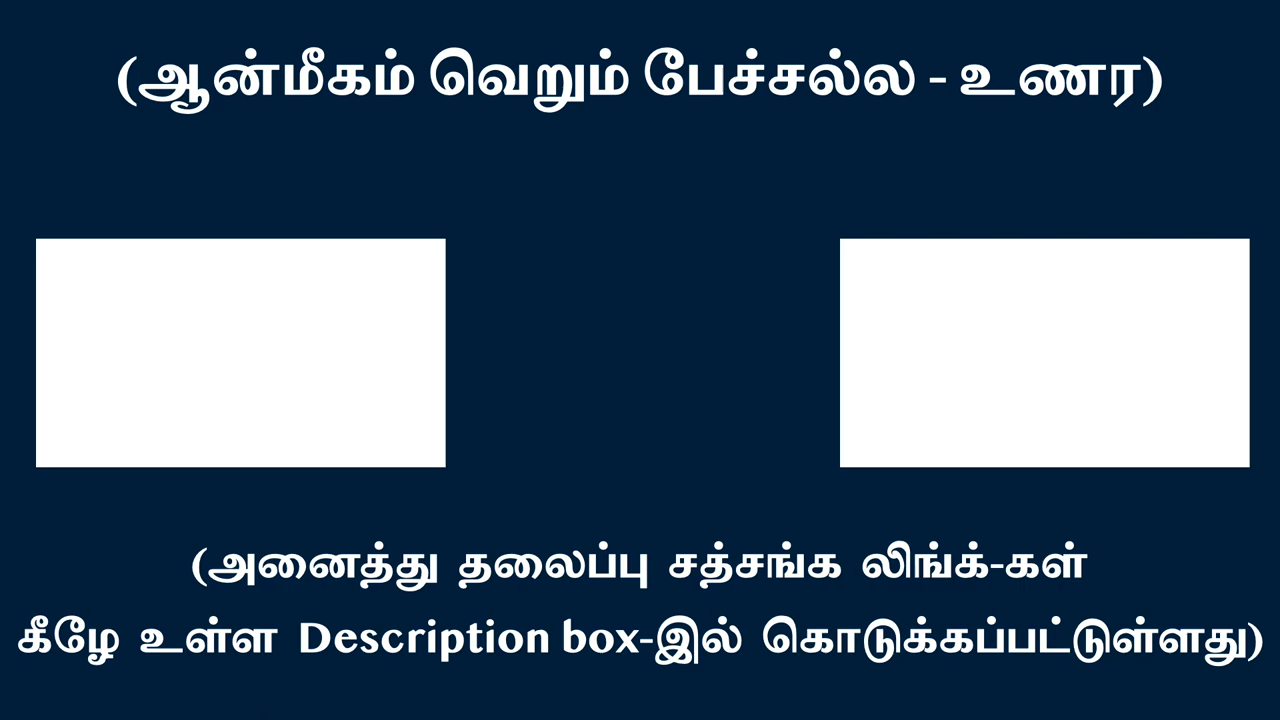 (ஆன்மீகம் வெறும் பேச்சல்ல - உணர)
(அனைத்து தலைப்பு சத்சங்க லிங்க்-கள்
கீழே உள்ள Description box-இல் கொடுக்கப்பட்டுள்ளது)